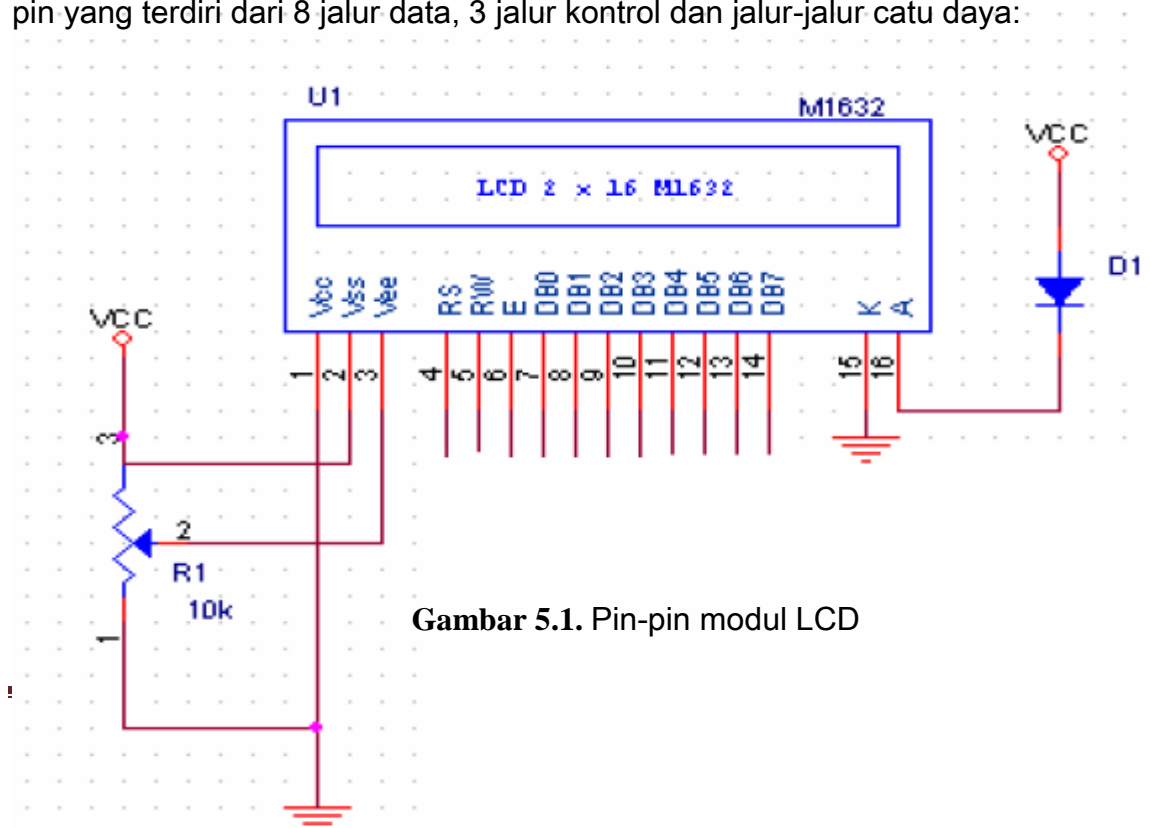 pin yang terdiri dari 8 jalur data, 3 jalur kontrol dan jalur-jalur catu daya:
U1
M1632
VCC
LCD 2 x 16 M1632
D1
Vcc Vss Vee RS RW E DB0 DB1 DB2 DB3 DB4 DB5 DB6 DB7 K A
VCC
1 2 3 4 5 6 7 8 9 10 11 12 13 14 15 16
3
2
R1
10k
1
Gambar 5.1. Pin-pin modul LCD